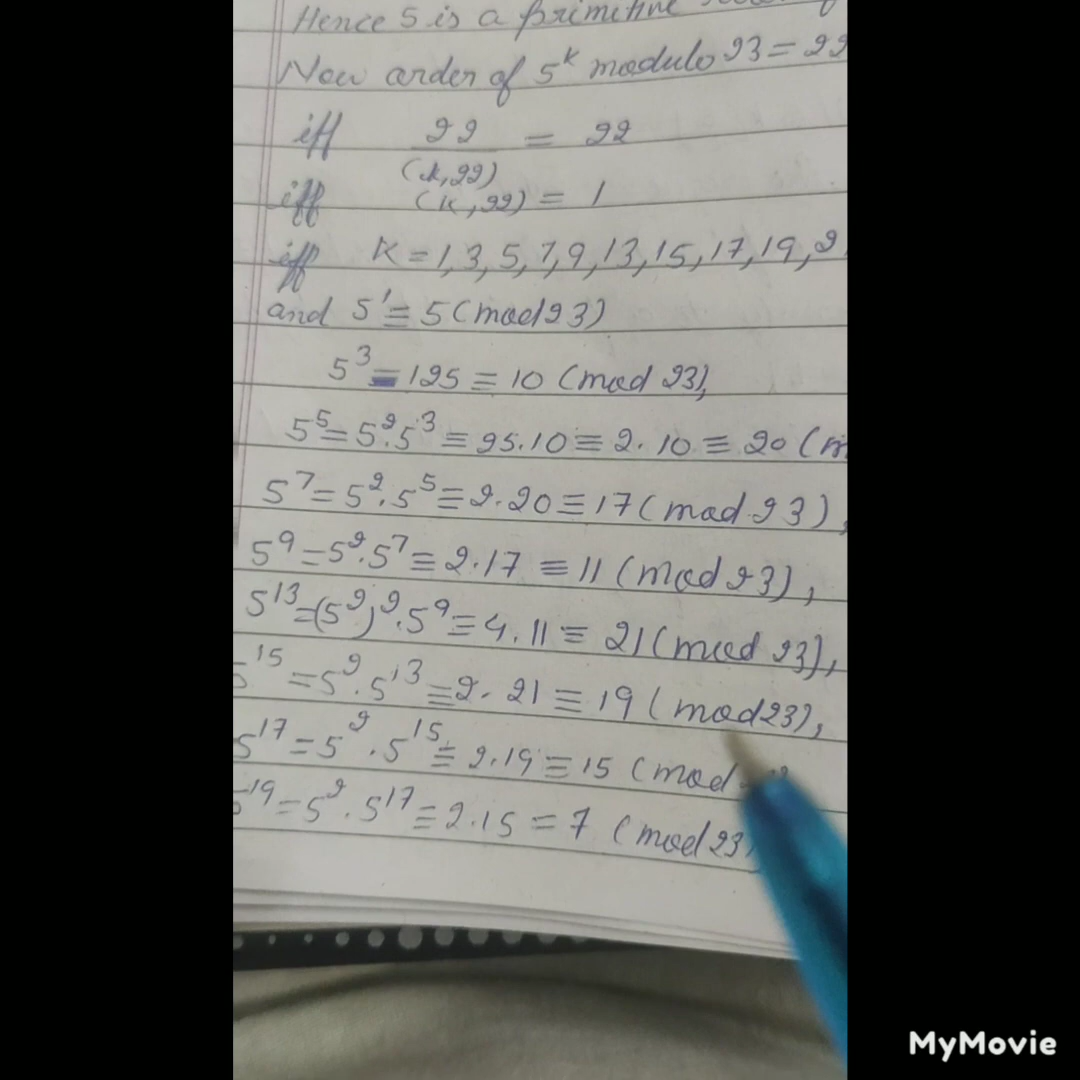 Hence 5 is a primitive
Now order of 5^k modulo 23 = 22
iff 22/(k,22) = 22
iff (k,22) = 1
iff K = 1,3,5,7,9,13,15,17,19,2
and 5^1 ≡ 5 (mod 23)
5^3 = 125 ≡ 10 (mod 23),
5^5 = 5^2.5^3 ≡ 25.10 ≡ 2.10 ≡ 20 (m
5^7 = 5^2.5^5 ≡ 2.20 ≡ 17 (mod 23),
5^9 = 5^2.5^7 ≡ 2.17 ≡ 11 (mod 23),
5^13 = (5^2)^2.5^9 ≡ 4.11 ≡ 21 (mod 23),
5^15 = 5^2.5^13 ≡ 2.21 ≡ 19 (mod 23),
5^17 = 5^2.5^15 ≡ 2.19 ≡ 15 (mod
5^19 = 5^2.5^17 ≡ 2.15 = 7 (mod 23)
MyMovie